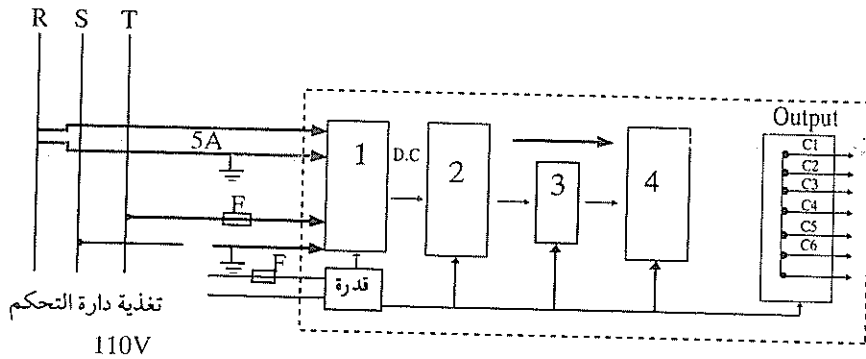 R S T
5A
F
F
1
D.C
2
3
4
قدرة
Output
C1
C2
C3
C4
C5
C6
تغذية دارة التحكم
110V